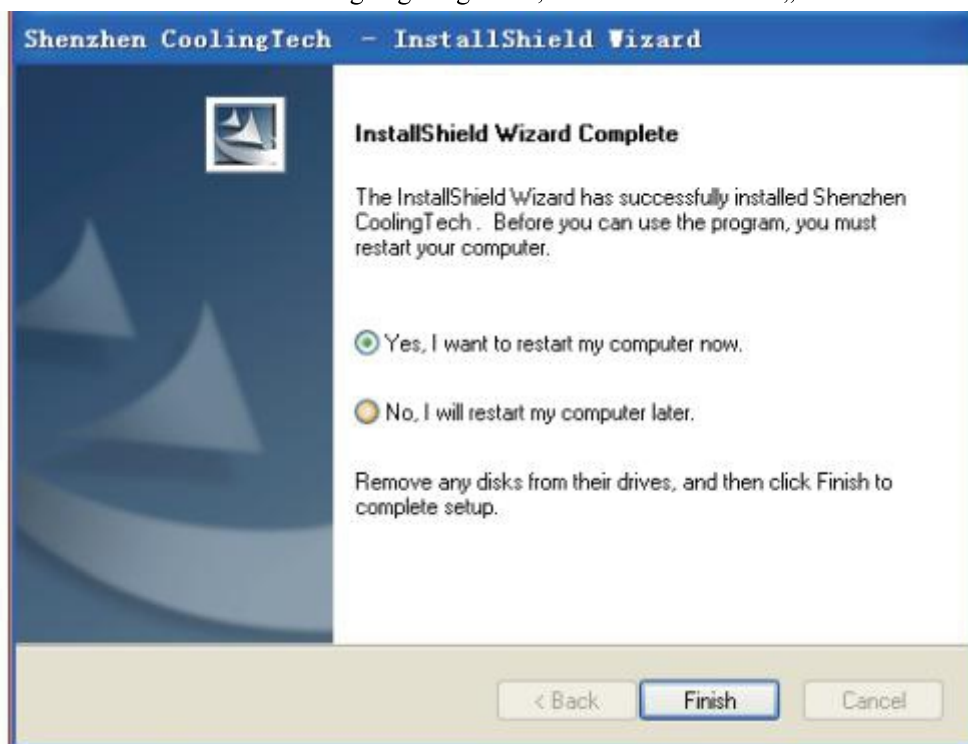 Shenzhen CoolingTech - InstallShield Wizard
InstallShield Wizard Complete
The InstallShield Wizard has successfully installed Shenzhen
CoolingTech . Before you can use the program, you must
restart your computer.
Yes, I want to restart my computer now.
No, I will restart my computer later.
Remove any disks from their drives, and then click Finish to
complete setup.
< Back Finish Cancel